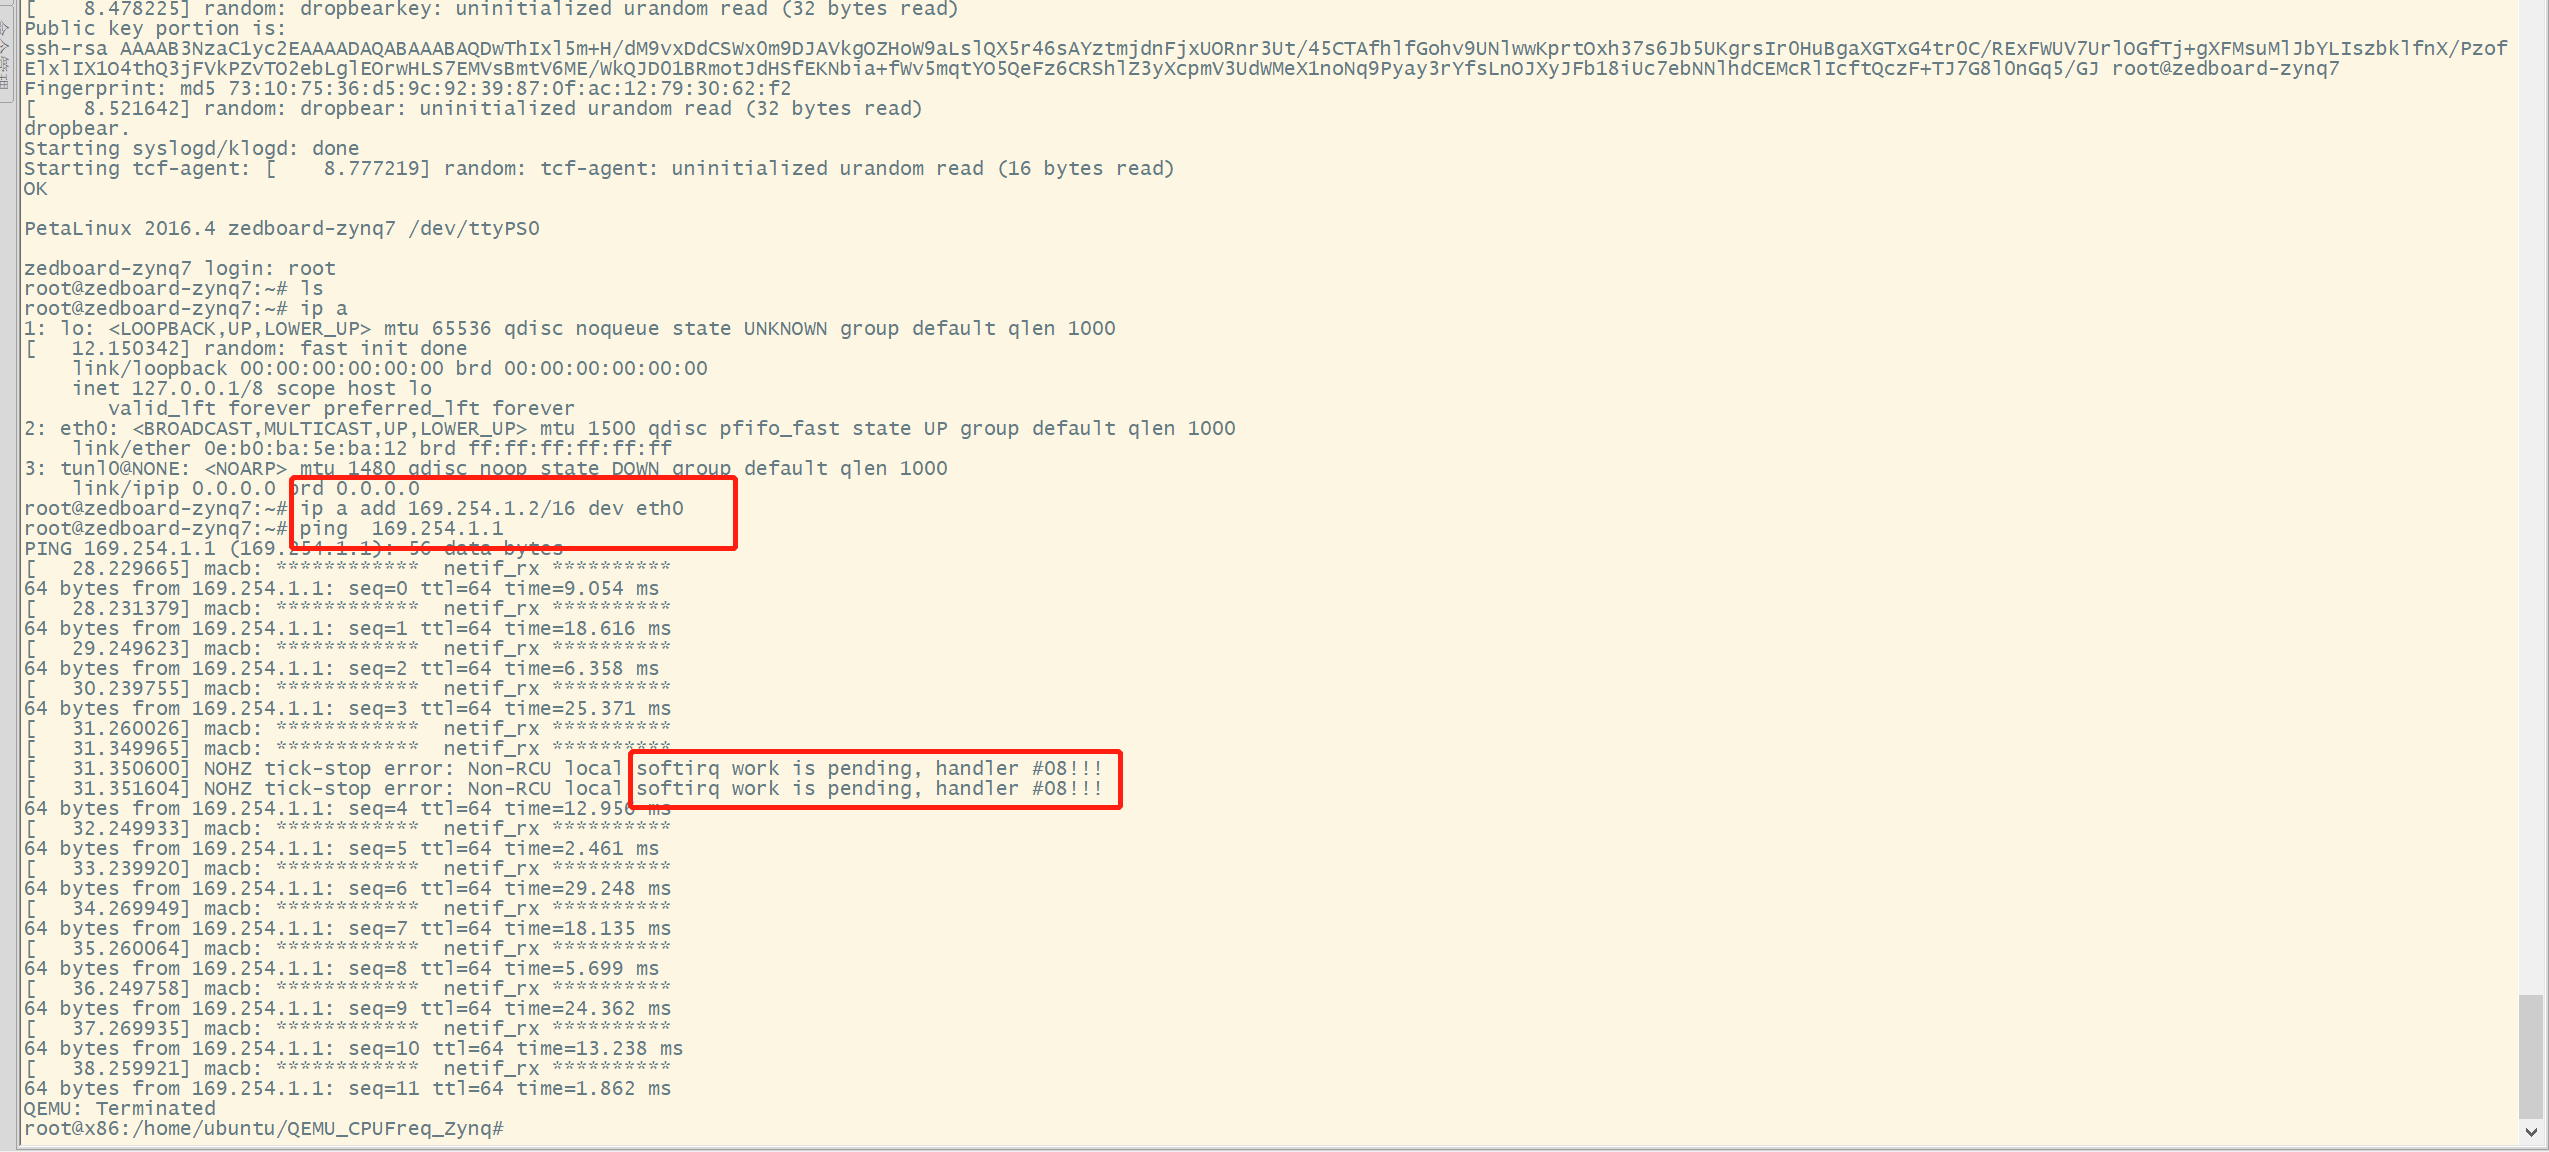 [    8.478225] random: dropbearkey: uninitialized urandom read (32 bytes read)
Public key portion is:
ssh-rsa AAAAB3NzaC1yc2EAAAADAQABAAABAQDwThIxl5m+H/dM9vxDdCSWx0m9DJAVkgOZHoW9aLslQX5r46sAYztmjdnFjxUORnr3Ut/45CTAfhlfGohv9UNlwwKprtOxh37s6Jb5UKgrsIr0HuBgaXGTxG4tr0C/RExFWUV7UrlOGfTj+gXFMsuMlJbYLIszbklfnX/Pzof
ElxlIX1O4thQ3jFVkPZvTO2ebLglEOrwHLS7EMVsBmtV6ME/WkQJD01BRmotJdHSfEKNbia+fWv5mqtYO5QeFz6CRShlZ3yXcpmV3UdWMeX1noNq9Pyay3rYfsLnOJXyJFb18iUc7ebNNlhdCEMcRlIcftQczF+TJ7G8l0nGq5/GJ root@zedboard-zynq7
Fingerprint: md5 73:10:75:36:d5:9c:92:39:87:0f:ac:12:79:30:62:f2
[    8.521642] random: dropbear: uninitialized urandom read (32 bytes read)
dropbear.
Starting syslogd/klogd: done
Starting tcf-agent: [    8.777219] random: tcf-agent: uninitialized urandom read (16 bytes read)
OK
PetaLinux 2016.4 zedboard-zynq7 /dev/ttyPS0
zedboard-zynq7 login: root
root@zedboard-zynq7:~# ls
root@zedboard-zynq7:~# ip a
1: lo: <LOOPBACK,UP,LOWER_UP> mtu 65536 qdisc noqueue state UNKNOWN group default qlen 1000
[   12.150342] random: fast init done
    link/loopback 00:00:00:00:00:00 brd 00:00:00:00:00:00
    inet 127.0.0.1/8 scope host lo
       valid_lft forever preferred_lft forever
2: eth0: <BROADCAST,MULTICAST,UP,LOWER_UP> mtu 1500 qdisc pfifo_fast state UP group default qlen 1000
    link/ether 0e:b0:ba:5e:ba:12 brd ff:ff:ff:ff:ff:ff
3: tunl0@NONE: <NOARP> mtu 1480 qdisc noop state DOWN group default qlen 1000
    link/ipip 0.0.0.0 brd 0.0.0.0
root@zedboard-zynq7:~# ip a add 169.254.1.2/16 dev eth0
root@zedboard-zynq7:~# ping  169.254.1.1
PING 169.254.1.1 (169.254.1.1): 56 data bytes
[   28.229665] macb: ************  netif_rx **********
64 bytes from 169.254.1.1: seq=0 ttl=64 time=9.054 ms
[   28.231379] macb: ************  netif_rx **********
64 bytes from 169.254.1.1: seq=1 ttl=64 time=18.616 ms
[   29.249623] macb: ************  netif_rx **********
64 bytes from 169.254.1.1: seq=2 ttl=64 time=6.358 ms
[   30.239755] macb: ************  netif_rx **********
64 bytes from 169.254.1.1: seq=3 ttl=64 time=25.371 ms
[   31.260026] macb: ************  netif_rx **********
[   31.349965] macb: ************  netif_rx **********
[   31.350600] NOHZ tick-stop error: Non-RCU local softirq work is pending, handler #08!!!
[   31.351604] NOHZ tick-stop error: Non-RCU local softirq work is pending, handler #08!!!
64 bytes from 169.254.1.1: seq=4 ttl=64 time=12.956 ms
[   32.249933] macb: ************  netif_rx **********
64 bytes from 169.254.1.1: seq=5 ttl=64 time=2.461 ms
[   33.239920] macb: ************  netif_rx **********
64 bytes from 169.254.1.1: seq=6 ttl=64 time=29.248 ms
[   34.269949] macb: ************  netif_rx **********
64 bytes from 169.254.1.1: seq=7 ttl=64 time=18.135 ms
[   35.260064] macb: ************  netif_rx **********
64 bytes from 169.254.1.1: seq=8 ttl=64 time=5.699 ms
[   36.249758] macb: ************  netif_rx **********
64 bytes from 169.254.1.1: seq=9 ttl=64 time=24.362 ms
[   37.269935] macb: ************  netif_rx **********
64 bytes from 169.254.1.1: seq=10 ttl=64 time=13.238 ms
[   38.259921] macb: ************  netif_rx **********
64 bytes from 169.254.1.1: seq=11 ttl=64 time=1.862 ms
QEMU: Terminated
root@x86:/home/ubuntu/QEMU_CPUFreq_Zynq#